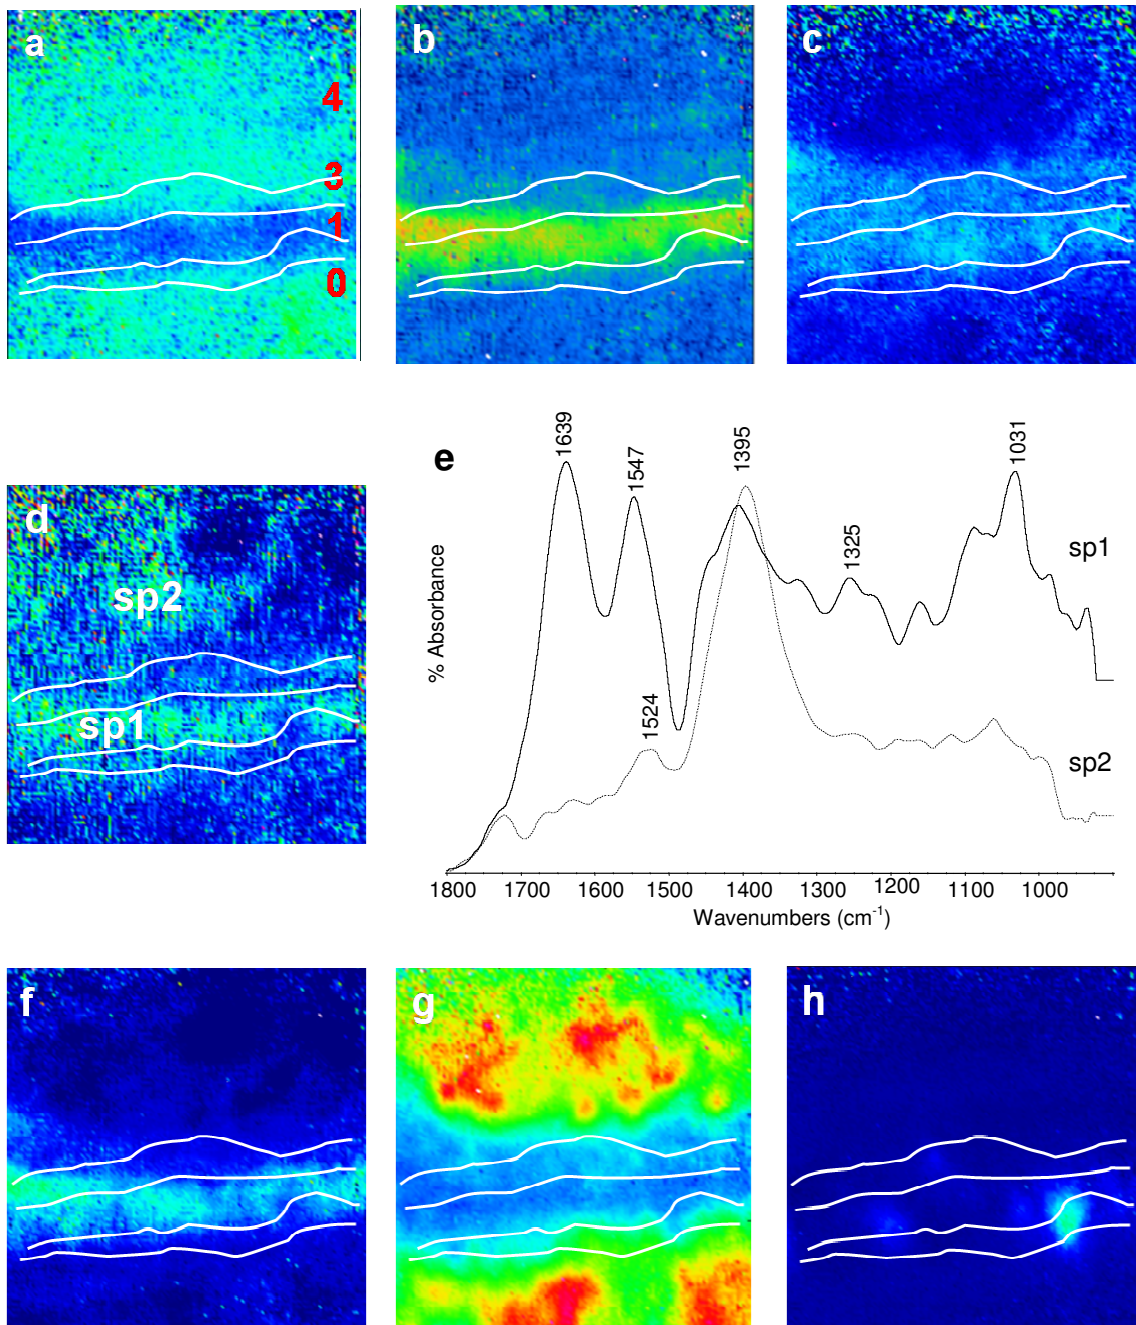 a
4
3
1
0
b
c
d
sp2
sp1
e
1639
1547
1395
1325
1031
1524
sp1
sp2
% Absorbance
1800 1700 1600 1500 1400 1300 1200 1100 1000
Wavenumbers (cm⁻¹)
f
g
h